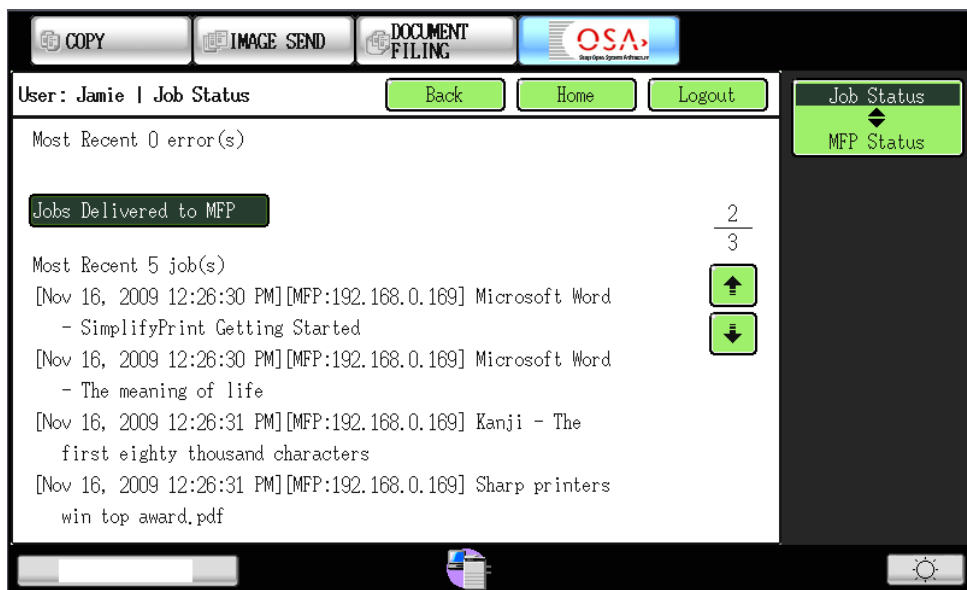 COPY
IMAGE SEND
DOCUMENT
FILING
OSA
Sharp Open System Architecture
User: Jamie | Job Status
Back
Home
Logout
Job Status
MFP Status
Most Recent 0 error(s)
Jobs Delivered to MFP
2
3
Most Recent 5 job(s)
[Nov 16, 2009 12:26:30 PM][MFP:192.168.0.169] Microsoft Word
- SimplifyPrint Getting Started
[Nov 16, 2009 12:26:30 PM][MFP:192.168.0.169] Microsoft Word
- The meaning of life
[Nov 16, 2009 12:26:31 PM][MFP:192.168.0.169] Kanji - The
first eighty thousand characters
[Nov 16, 2009 12:26:31 PM][MFP:192.168.0.169] Sharp printers
win top award.pdf